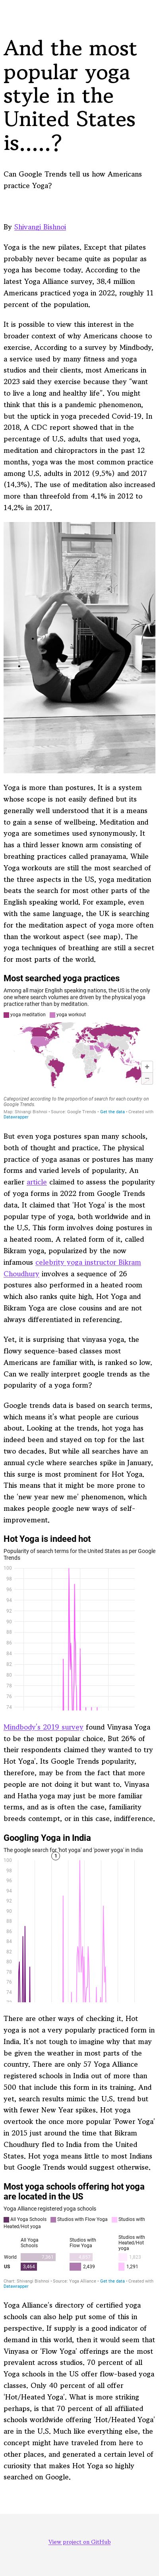 And the most
popular yoga
style in the
United States
is.....?
Can Google Trends tell us how Americans
practice Yoga?
By Shivangi Bishnoi
Yoga is the new pilates. Except that pilates
probably never became quite as popular as
yoga has become today. According to the
latest Yoga Alliance survey, 38.4 million
Americans practiced yoga in 2022, roughly 11
percent of the population.
It is possible to view this interest in the
broader context of why Americans choose to
exercise. According to a survey by Mindbody,
a service used by many fitness and yoga
studios and their clients, most Americans in
2023 said they exercise because they "want
to live a long and healthy life". You might
think that this is a pandemic phenomenon,
but the uptick in yoga preceded Covid-19. In
2018, A CDC report showed that in the
percentage of U.S. adults that used yoga,
meditation and chiropractors in the past 12
months, yoga was the most common practice
among U.S. adults in 2012 (9.5%) and 2017
(14.3%). The use of meditation also increased
more than threefold from 4.1% in 2012 to
14.2% in 2017.
Yoga is more than postures. It is a system
whose scope is not easily defined but its
generally understood that it is a means
to gain a sense of wellbeing. Meditation and
yoga are sometimes used synonymously. It
has a third lesser known arm consisting of
breathing practices called pranayama. While
Yoga workouts are still the most searched of
the three aspects in the US, yoga meditation
beats the search for most other parts of the
English speaking world. For example, even
with the same language, the UK is searching
for the meditation aspect of yoga more often
than the workout aspect (see map). The
yoga techniques of breathing are still a secret
for most parts of the world.
Most searched yoga practices
Among all major English speaking nations, the US is the only
one where search volumes are driven by the physical yoga
practice rather than by meditation.
yoga meditation yoga workout
Categorized according to the proportion of search for each country on
Google Trends.
Map: Shivangi Bishnoi • Source: Google Trends • Get the data • Created with
Datawrapper
But even yoga postures span many schools,
both of thought and practice. The physical
practice of yoga asanas or postures has many
forms and shades of popularity. An
earlier article claimed to assess the popularity
of yoga forms in 2022 from Google Trends
data. It claimed that 'Hot Yoga' is the most
popular type of yoga, both worldwide and in
the US. This form involves doing postures in
a heated room. A related form of it, called
Bikram yoga, popularized by the now
infamous celebrity yoga instructor Bikram
Choudhury involves a sequence of 26
postures also performed in a heated room
which also ranks quite high. Hot Yoga and
Bikram Yoga as separate classes are not
always differentiated in referencing.
Yet, it is surprising that vinyasa yoga, the
flowy sequence-based classes most
Americans are familiar with, is ranked so low.
Can we really interpret google trends as the
popularity of a yoga form?
Google trends data is based on search terms,
which mean it's what people are curious
about. Looking at the trends, hot yoga has
indeed been and stayed on top for the last
two decades. But while all searches have an
annual cycle where searches spike in January,
this surge is most prominent for Hot Yoga.
This means that it might be more prone to
the 'new year new me' phenomenon, which
makes people google new ways of self-
improvement.
Hot Yoga is indeed hot
Popularity of search terms for the United States as per Google
Trends
100
98
96
94
92
90
88
86
84
82
80
78
76
74
Mindbody's 2019 survey found Vinyasa Yoga
to be the most popular choice. But 26% of
their respondents claimed they wanted to try
'Hot Yoga'. Its Google Trends popularity,
therefore, may be from the fact that more
people are not doing it but want to. Vinyasa
and Hatha yoga may just be more familiar
terms, and as is often the case, familiarity
breeds contempt, or in this case, indifference.
Googling Yoga in India
The google search for 'hot yoga' and 'power yoga' in India
1
100
98
96
94
92
90
88
86
84
82
80
78
76
74
There are other ways of checking it. Hot
yoga is not a very popularly practiced form in
India. It's tough to imagine why that may
be given the weather in most parts of the
country. There are only 57 Yoga Alliance
registered schools in India out of more than
500 that include this form in its training. And
yet, search results mimic the U.S. trend but
with fewer New Year spikes. Hot yoga
overtook the once more popular 'Power Yoga'
in 2015 just around the time that Bikram
Choudhury fled to India from the United
States. Hot yoga means little to most Indians
but Google Trends would suggest otherwise.
Most yoga schools offering hot yoga
are located in the US
Yoga Alliance registered yoga schools
All Yoga Schools Studios with Flow Yoga Studios with
Heated/Hot yoga
All Yoga
Schools
Studios with
Flow Yoga
Studios with
Heated/Hot
yoga
World
US 3,464 2,439 1,291
Chart: Shivangi Bishnoi • Source: Yoga Alliance • Get the data • Created with
Datawrapper
Yoga Alliance's directory of certified yoga
schools can also help put some of this in
perspective. If supply is a good indicator of
demand in this world, then it would seem that
Vinyasa or 'Flow Yoga' offerings are the most
prevalent across studios. 70 percent of all
Yoga schools in the US offer flow-based yoga
classes. Only 40 percent of all offer
'Hot/Heated Yoga'. What is more striking
perhaps, is that 70 percent of all affiliated
schools worldwide offering 'Hot/Heated Yoga'
are in the U.S. Much like everything else, the
concept might have traveled from here to
other places, and generated a certain level of
curiosity that makes Hot Yoga so highly
searched on Google.
View project on GitHub